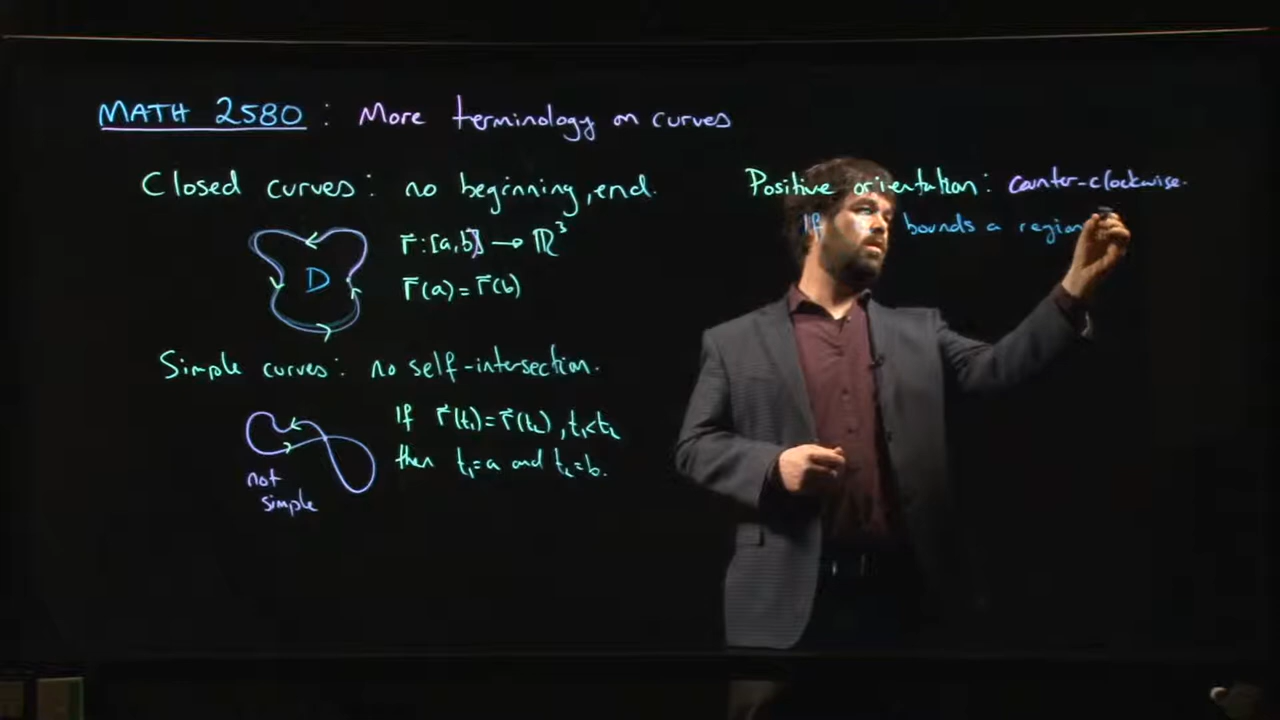 MATH 2580 : More terminology on curves
Closed curves: no beginning, end.
D
r⃗ : [a,b] → ℝ³
r⃗(a) = r⃗(b)
Simple curves: no self-intersection.
If r⃗(t₁) = r⃗(t₂), t₁<t₂
then t₁=a and t₂=b.
not
simple
Positive orientation: counter-clockwise.
If bounds a region